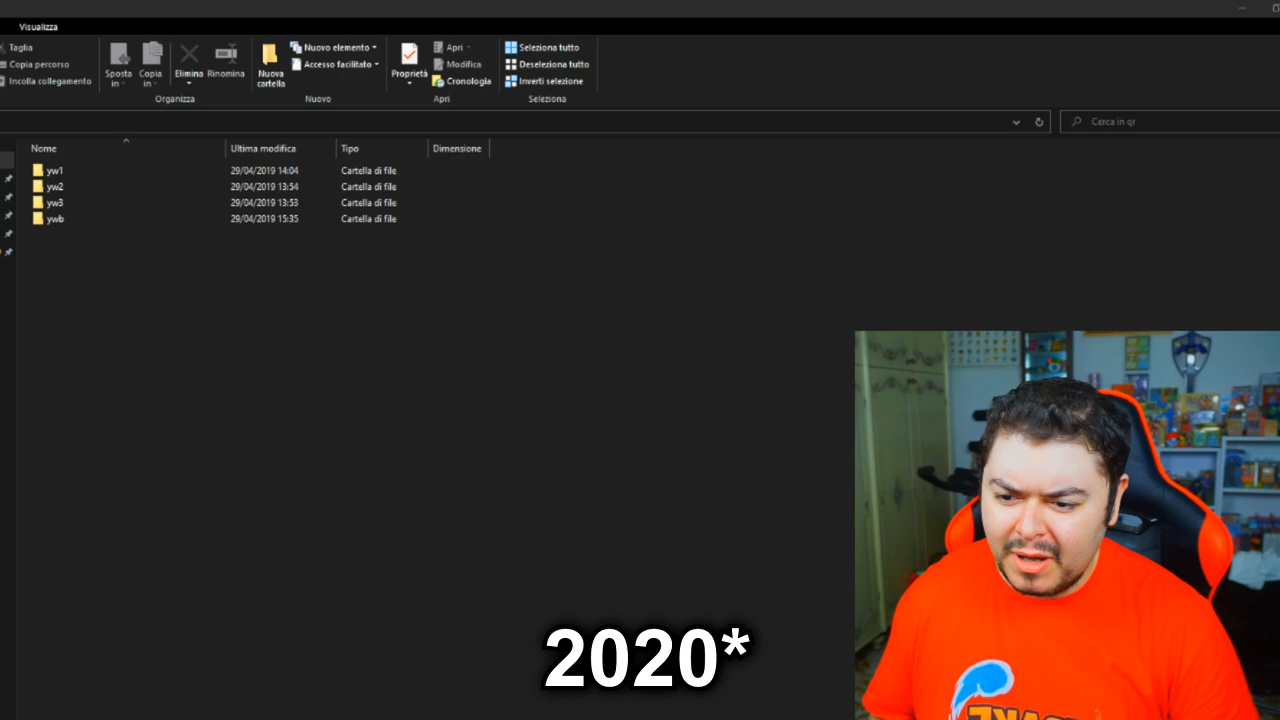 Visualizza
Taglia
Copia percorso
Incolla collegamento
Sposta in
Copia in
Elimina
Rinomina
Organizza
Nuova cartella
Nuovo elemento
Accesso facilitato
Nuovo
Proprietà
Apri
Modifica
Cronologia
Apri
Seleziona tutto
Deseleziona tutto
Inverti selezione
Seleziona
Cerca in qr
Nome Ultima modifica Tipo Dimensione
yw1 29/04/2019 14:04 Cartella di file
yw2 29/04/2019 13:54 Cartella di file
yw3 29/04/2019 13:53 Cartella di file
ywb 29/04/2019 15:35 Cartella di file
2020*